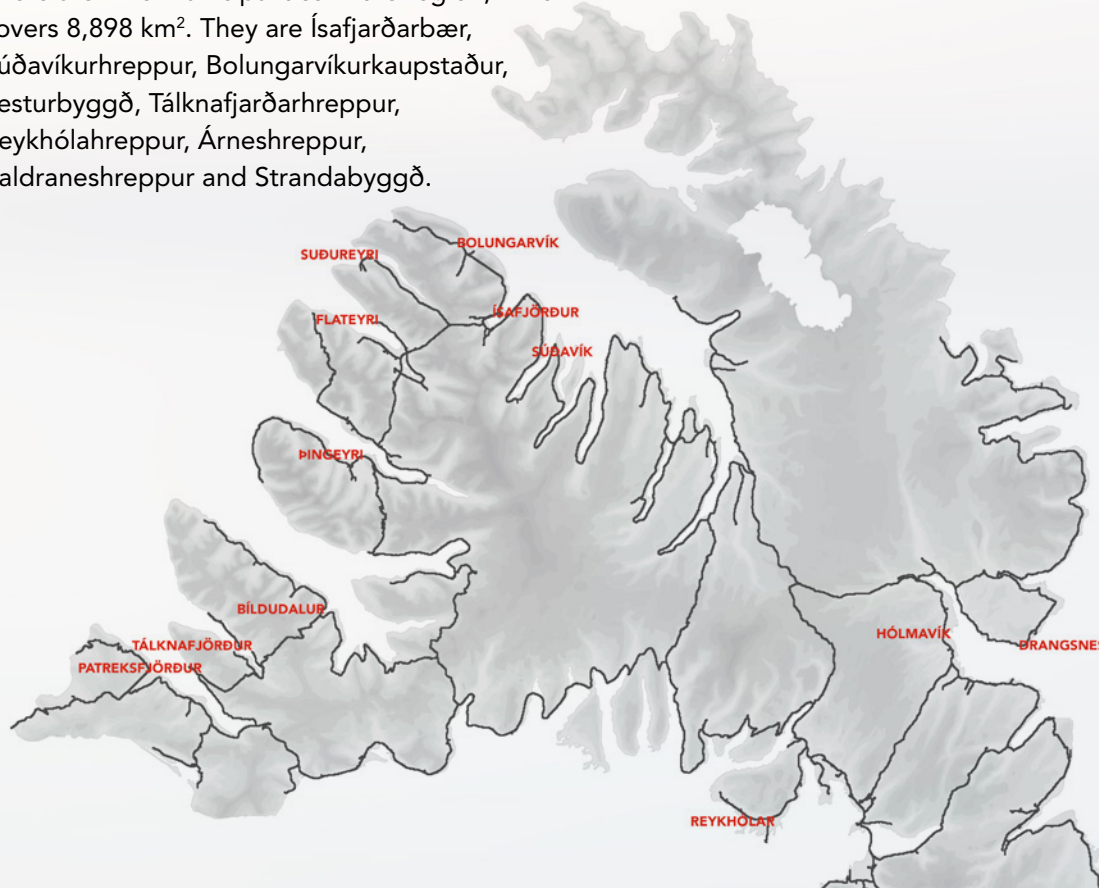 overs 8,898 km². They are Ísafjarðarbær,
úðavíkurhreppur, Bolungarvíkurkaupstaður,
esturbyggð, Tálknafjarðarhreppur,
eykhólahreppur, Árneshreppur,
aldraneshreppur and Strandabyggð.
BOLUNGARVÍK
SUÐUREYRI
ÍSAFJÖRÐUR
FLATEYRI
SÚÐAVÍK
ÞINGEYRI
BÍLDUDALUR
HÓLMAVÍK
TÁLKNAFJÖRÐUR
DRANGSNES
PATREKSFJÖRÐUR
REYKHÓLAR